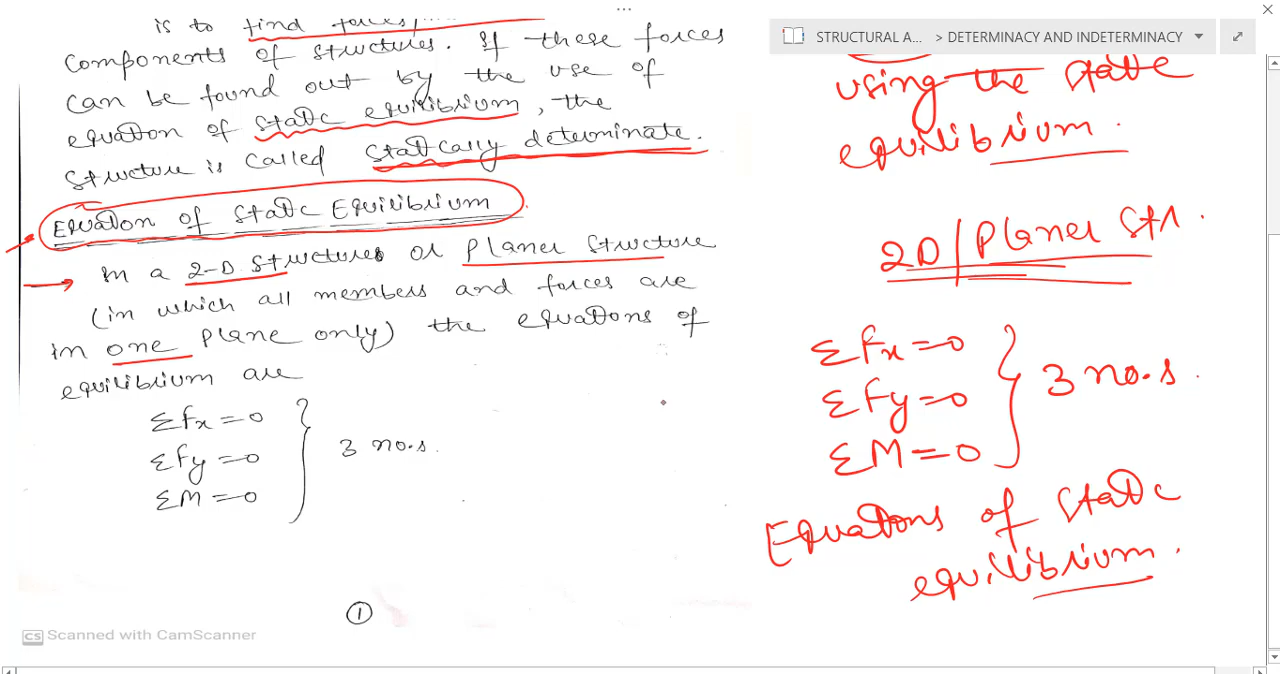 ...
STRUCTURAL A... > DETERMINACY AND INDETERMINACY
is to find forces,
components of structures. If these forces
can be found out by the use of
equation of static equilibrium, the
structure is called statically determinate.
Equation of Static Equilibrium
In a 2-D structures or planer structure
(in which all members and forces are
in one plane only) the equations of
equilibrium are
ΣFx=0
ΣFy=0
ΣM=0
3 no.s.
1
CS Scanned with CamScanner
using the static
equilibrium.
2D/Planer Str.
ΣFx=0
ΣFy=0
ΣM=0
3 no.s.
Equations of static
equilibrium.